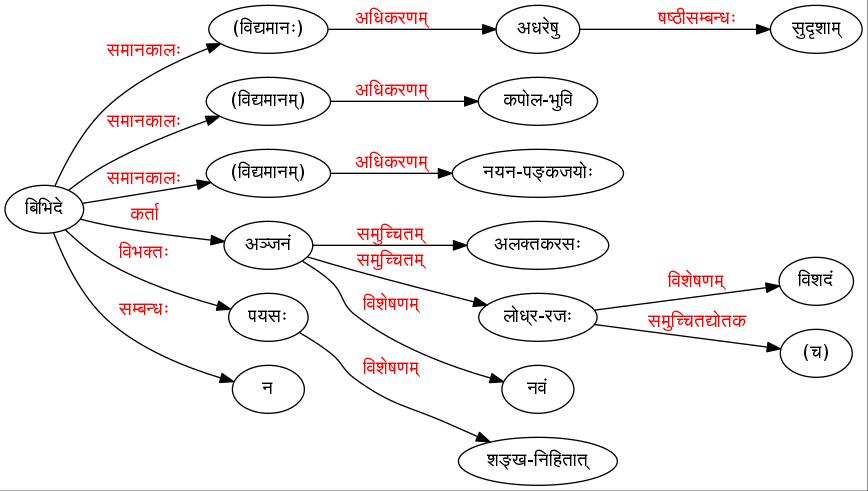 (विद्यमानः) अधिकरणम् अधरेषु षष्ठीसम्बन्धः सुदृशाम्
समानकालः
(विद्यमानम्) अधिकरणम् कपोल-भुवि
समानकालः
(विद्यमानम्) अधिकरणम् नयन-पङ्कजयोः
समानकालः
बिभिदे
कर्ता
अञ्जनं समुच्चितम् अलक्तकरसः
समुच्चितम्
विभक्तः
विशेषणम् विशदं
पयसः विशेषणम् लोध्र-रजः समुच्चितद्योतक
सम्बन्धः
(च)
विशेषणम्
न नवं
शङ्ख-निहितात्